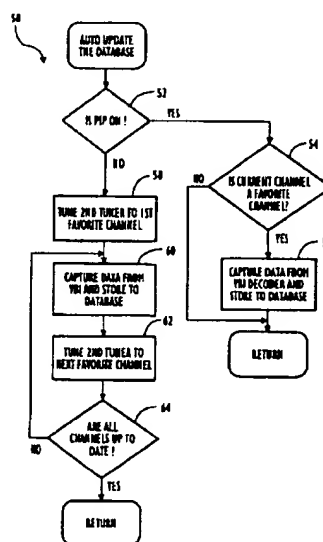 50
AUTO UPDATE
THE DATABASE
52
IS PIP ON ?
YES
NO
54
IS CURRENT CHANNEL
A FAVORITE
CHANNEL?
NO
YES
58
TUNE 2ND TUNER TO 1ST
FAVORITE CHANNEL
60
CAPTURE DATA FROM
VBI AND STORE TO
DATABASE
CAPTURE DATA FROM
VBI DECODER AND
STORE TO DATABASE
RETURN
62
TUNE 2ND TUNER TO
NEXT FAVORITE CHANNEL
64
ARE ALL
CHANNELS UP TO
DATE ?
NO
YES
RETURN